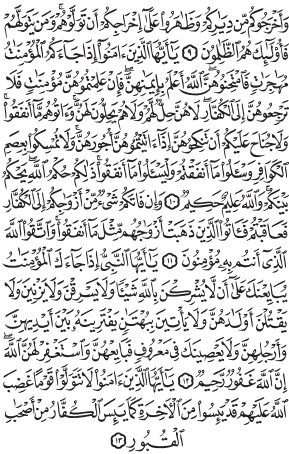 وَأَخْرَجُوكُم مِّن دِيَٰرِكُمْ وَظَٰهَرُوا۟ عَلَىٰٓ إِخْرَاجِكُمْ أَن تَوَلَّوْهُمْ ۚ وَمَن يَتَوَلَّهُمْ
فَأُو۟لَٰٓئِكَ هُمُ ٱلظَّٰلِمُونَ ٩ يَٰٓأَيُّهَا ٱلَّذِينَ ءَامَنُوٓا۟ إِذَا جَآءَكُمُ ٱلْمُؤْمِنَٰتُ
مُهَٰجِرَٰتٍ فَٱمْتَحِنُوهُنَّ ۖ ٱللَّهُ أَعْلَمُ بِإِيمَٰنِهِنَّ ۖ فَإِنْ عَلِمْتُمُوهُنَّ مُؤْمِنَٰتٍ فَلَا
تَرْجِعُوهُنَّ إِلَى ٱلْكُفَّارِ ۖ لَا هُنَّ حِلٌّ لَّهُمْ وَلَا هُمْ يَحِلُّونَ لَهُنَّ ۖ وَءَاتُوهُم مَّآ أَنفَقُوا۟ ۚ
وَلَا جُنَاحَ عَلَيْكُمْ أَن تَنكِحُوهُنَّ إِذَآ ءَاتَيْتُمُوهُنَّ أُجُورَهُنَّ ۚ وَلَا تُمْسِكُوا۟ بِعِصَمِ
ٱلْكَوَافِرِ وَسْـَٔلُوا۟ مَآ أَنفَقْتُمْ وَلْيَسْـَٔلُوا۟ مَآ أَنفَقُوا۟ ۚ ذَٰلِكُمْ حُكْمُ ٱللَّهِ ۖ يَحْكُمُ
بَيْنَكُمْ ۚ وَٱللَّهُ عَلِيمٌ حَكِيمٌ ١٠ وَإِن فَاتَكُمْ شَىْءٌ مِّنْ أَزْوَٰجِكُمْ إِلَى ٱلْكُفَّارِ
فَعَاقَبْتُمْ فَـَٔاتُوا۟ ٱلَّذِينَ ذَهَبَتْ أَزْوَٰجُهُم مِّثْلَ مَآ أَنفَقُوا۟ ۚ وَٱتَّقُوا۟ ٱللَّهَ
ٱلَّذِىٓ أَنتُم بِهِۦ مُؤْمِنُونَ ١١ يَٰٓأَيُّهَا ٱلنَّبِىُّ إِذَا جَآءَكَ ٱلْمُؤْمِنَٰتُ
يُبَايِعْنَكَ عَلَىٰٓ أَن لَّا يُشْرِكْنَ بِٱللَّهِ شَيْـًٔا وَلَا يَسْرِقْنَ وَلَا يَزْنِينَ وَلَا
يَقْتُلْنَ أَوْلَٰدَهُنَّ وَلَا يَأْتِينَ بِبُهْتَٰنٍ يَفْتَرِينَهُۥ بَيْنَ أَيْدِيهِنَّ
وَأَرْجُلِهِنَّ وَلَا يَعْصِينَكَ فِى مَعْرُوفٍ ۙ فَبَايِعْهُنَّ وَٱسْتَغْفِرْ لَهُنَّ ٱللَّهَ ۖ
إِنَّ ٱللَّهَ غَفُورٌ رَّحِيمٌ ١٢ يَٰٓأَيُّهَا ٱلَّذِينَ ءَامَنُوا۟ لَا تَتَوَلَّوْا۟ قَوْمًا غَضِبَ
ٱللَّهُ عَلَيْهِمْ قَدْ يَئِسُوا۟ مِنَ ٱلْءَاخِرَةِ كَمَا يَئِسَ ٱلْكُفَّارُ مِنْ أَصْحَٰبِ
ٱلْقُبُورِ ١٣